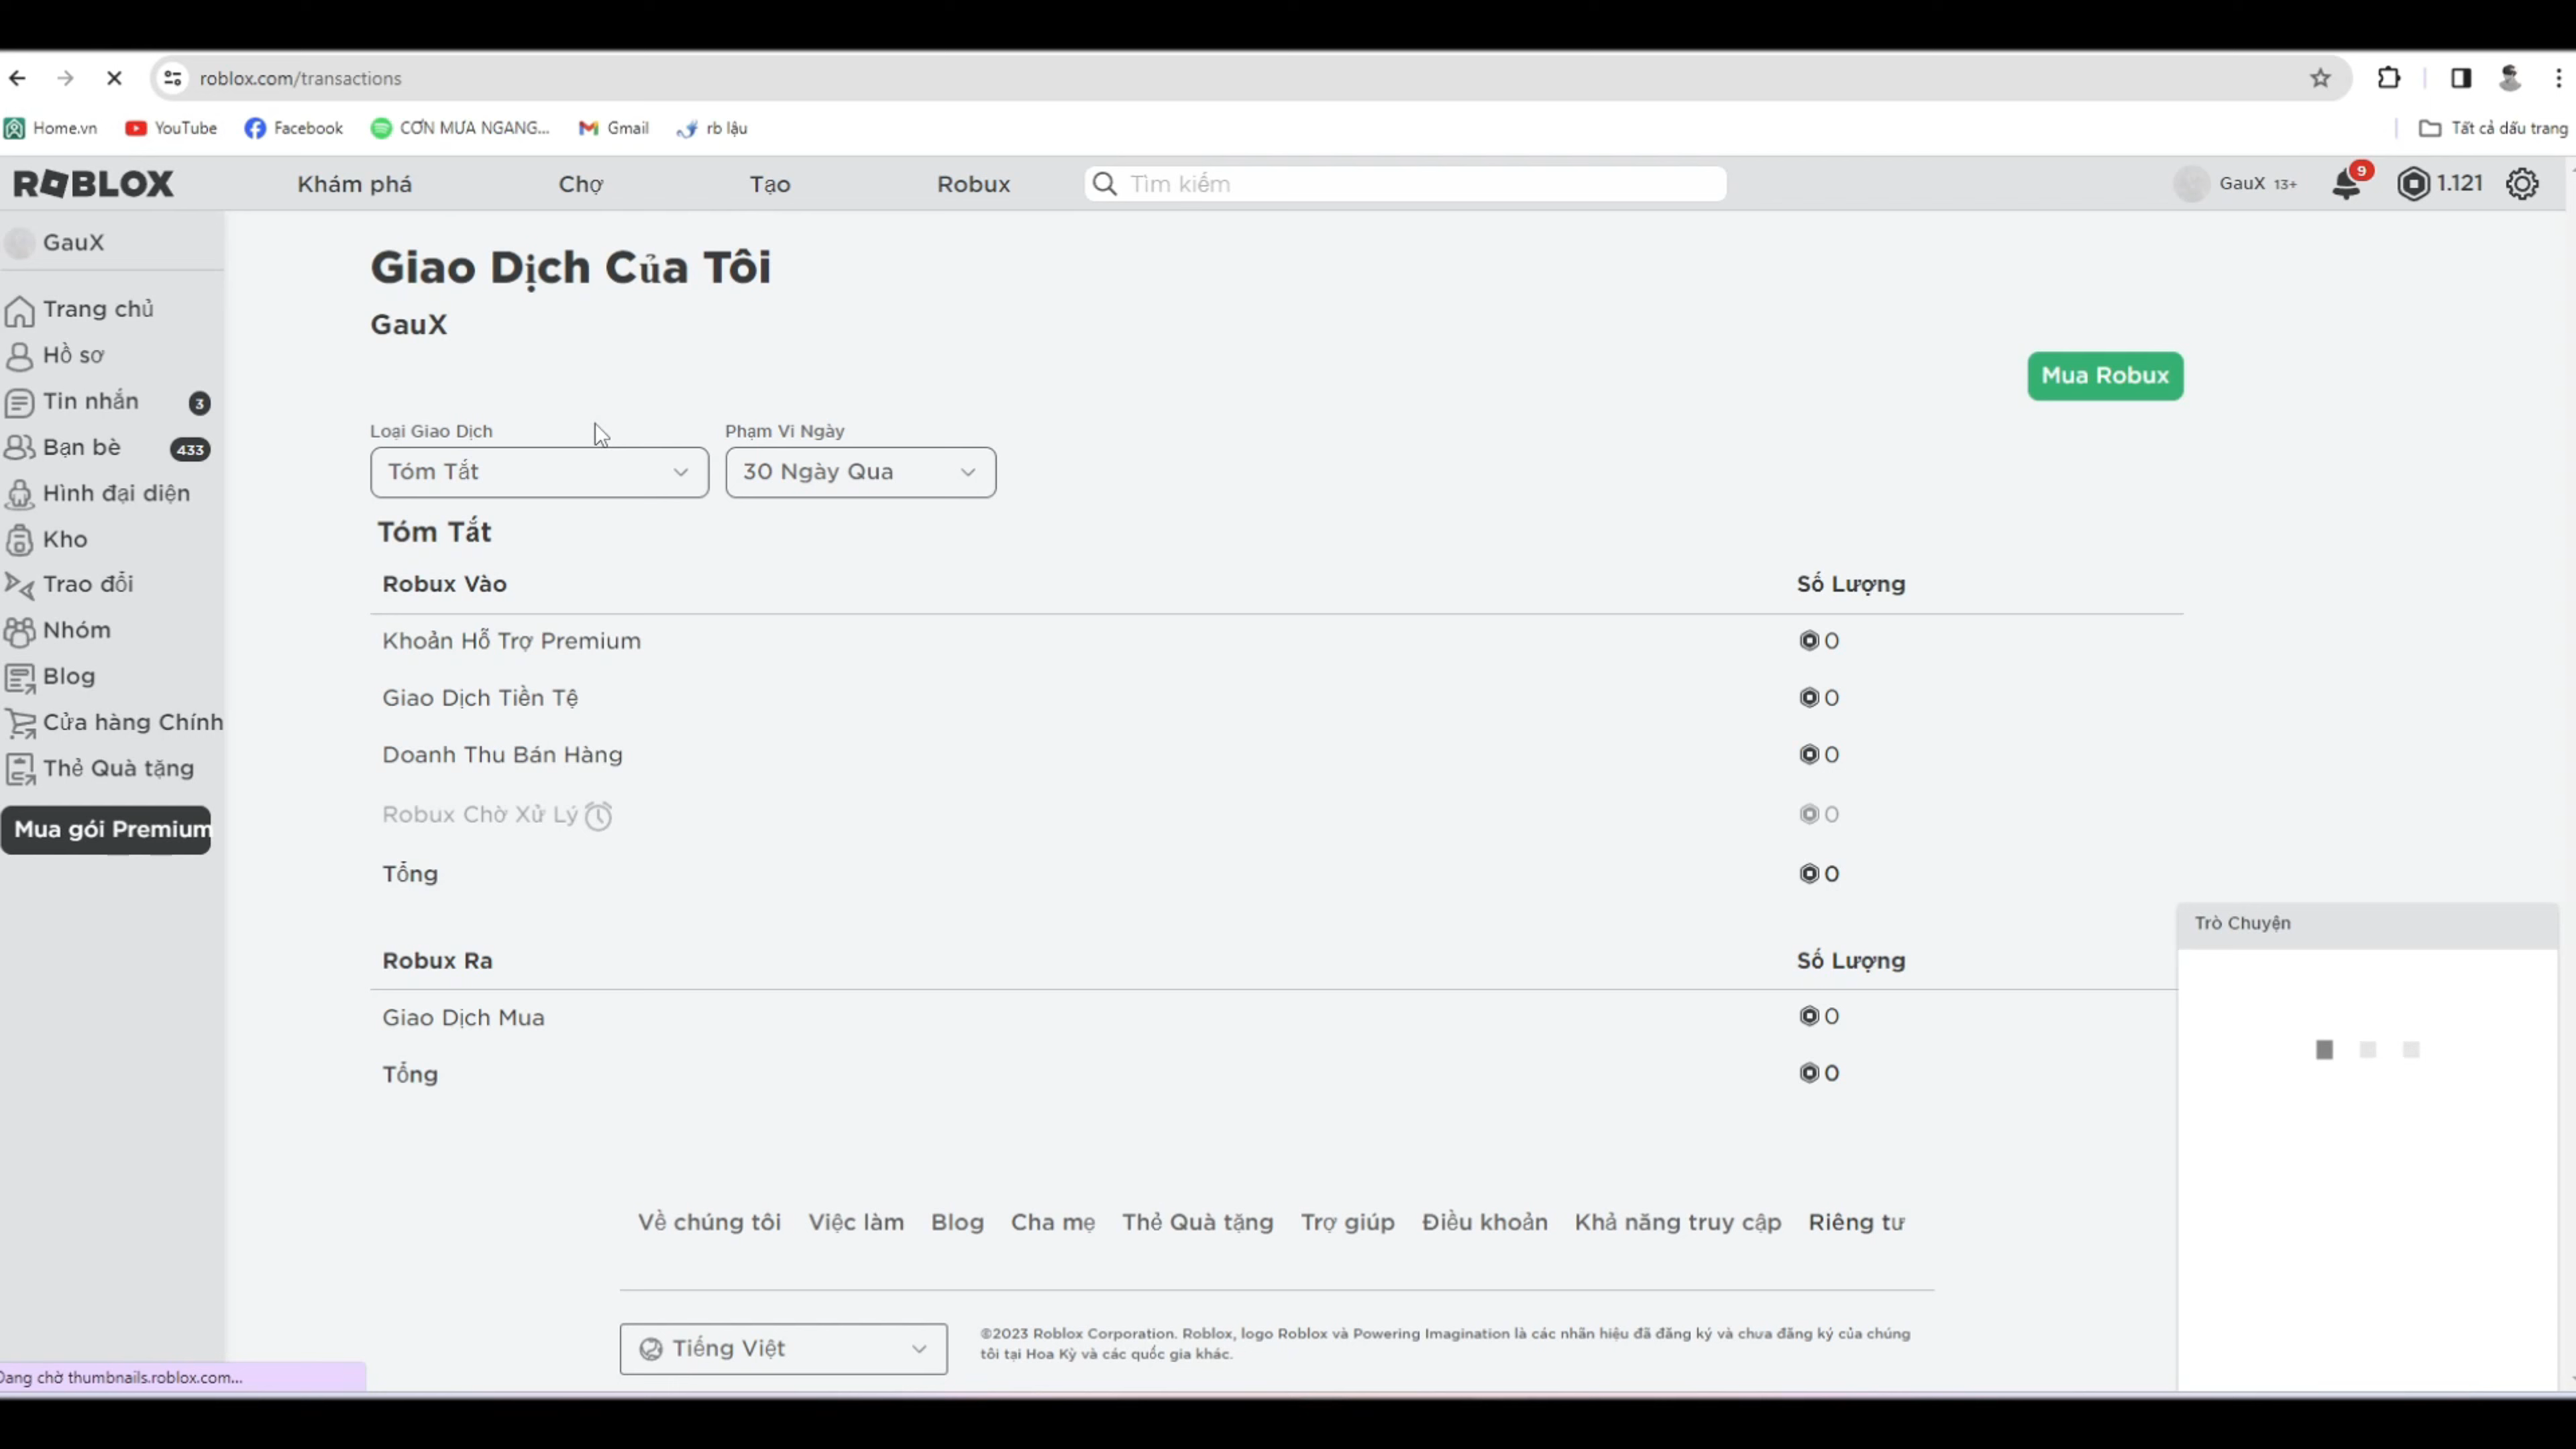 roblox.com/transactions
Home.vn YouTube Facebook CƠN MƯA NGANG... Gmail rb lậu Tất cả dấu trang
ROBLOX Khám phá Chợ Tạo Robux Tìm kiếm GauX 13+ 9 1.121
GauX
Trang chủ
Hồ sơ
Tin nhắn 3
Bạn bè 433
Hình đại diện
Kho
Trao đổi
Nhóm
Blog
Cửa hàng Chính
Thẻ Quà tặng
Mua gói Premium
Giao Dịch Của Tôi
GauX
Mua Robux
Loại Giao Dịch Phạm Vi Ngày
Tóm Tắt 30 Ngày Qua
Tóm Tắt
Robux Vào Số Lượng
Khoản Hỗ Trợ Premium 0
Giao Dịch Tiền Tệ 0
Doanh Thu Bán Hàng 0
Robux Chờ Xử Lý 0
Tổng 0
Robux Ra Số Lượng
Giao Dịch Mua 0
Tổng 0
Trò Chuyện
Về chúng tôi Việc làm Blog Cha mẹ Thẻ Quà tặng Trợ giúp Điều khoản Khả năng truy cập Riêng tư
Tiếng Việt
©2023 Roblox Corporation. Roblox, logo Roblox và Powering Imagination là các nhãn hiệu đã đăng ký và chưa đăng ký của chúng
tôi tại Hoa Kỳ và các quốc gia khác.
Đang chờ thumbnails.roblox.com...